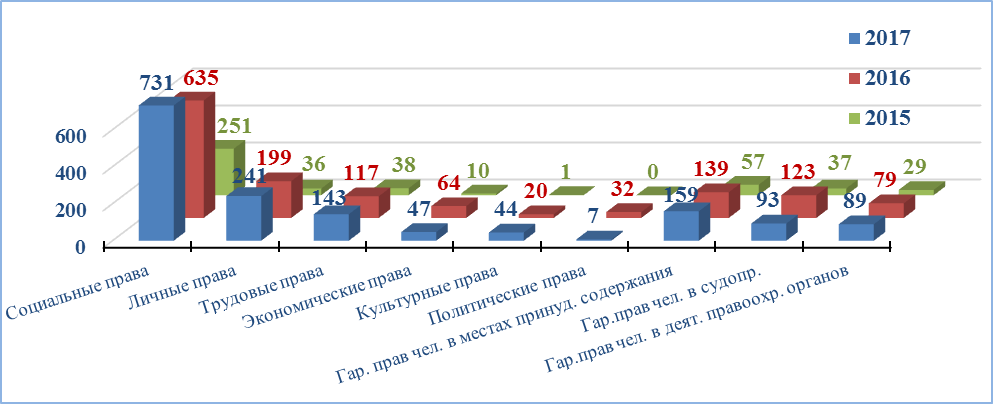 2017
2016
2015
731 635 251
241 199 36
143 117 38
47 64 10
44 20 1
7 32 0
159 139 57
93 123 37
89 79 29
600
400
200
0
Социальные права
Личные права
Трудовые права
Экономические права
Культурные права
Политические права
Гар. прав чел. в местах принуд. содержания
Гар.прав чел. в судопр.
Гар.прав чел. в деят. правоохр. органов